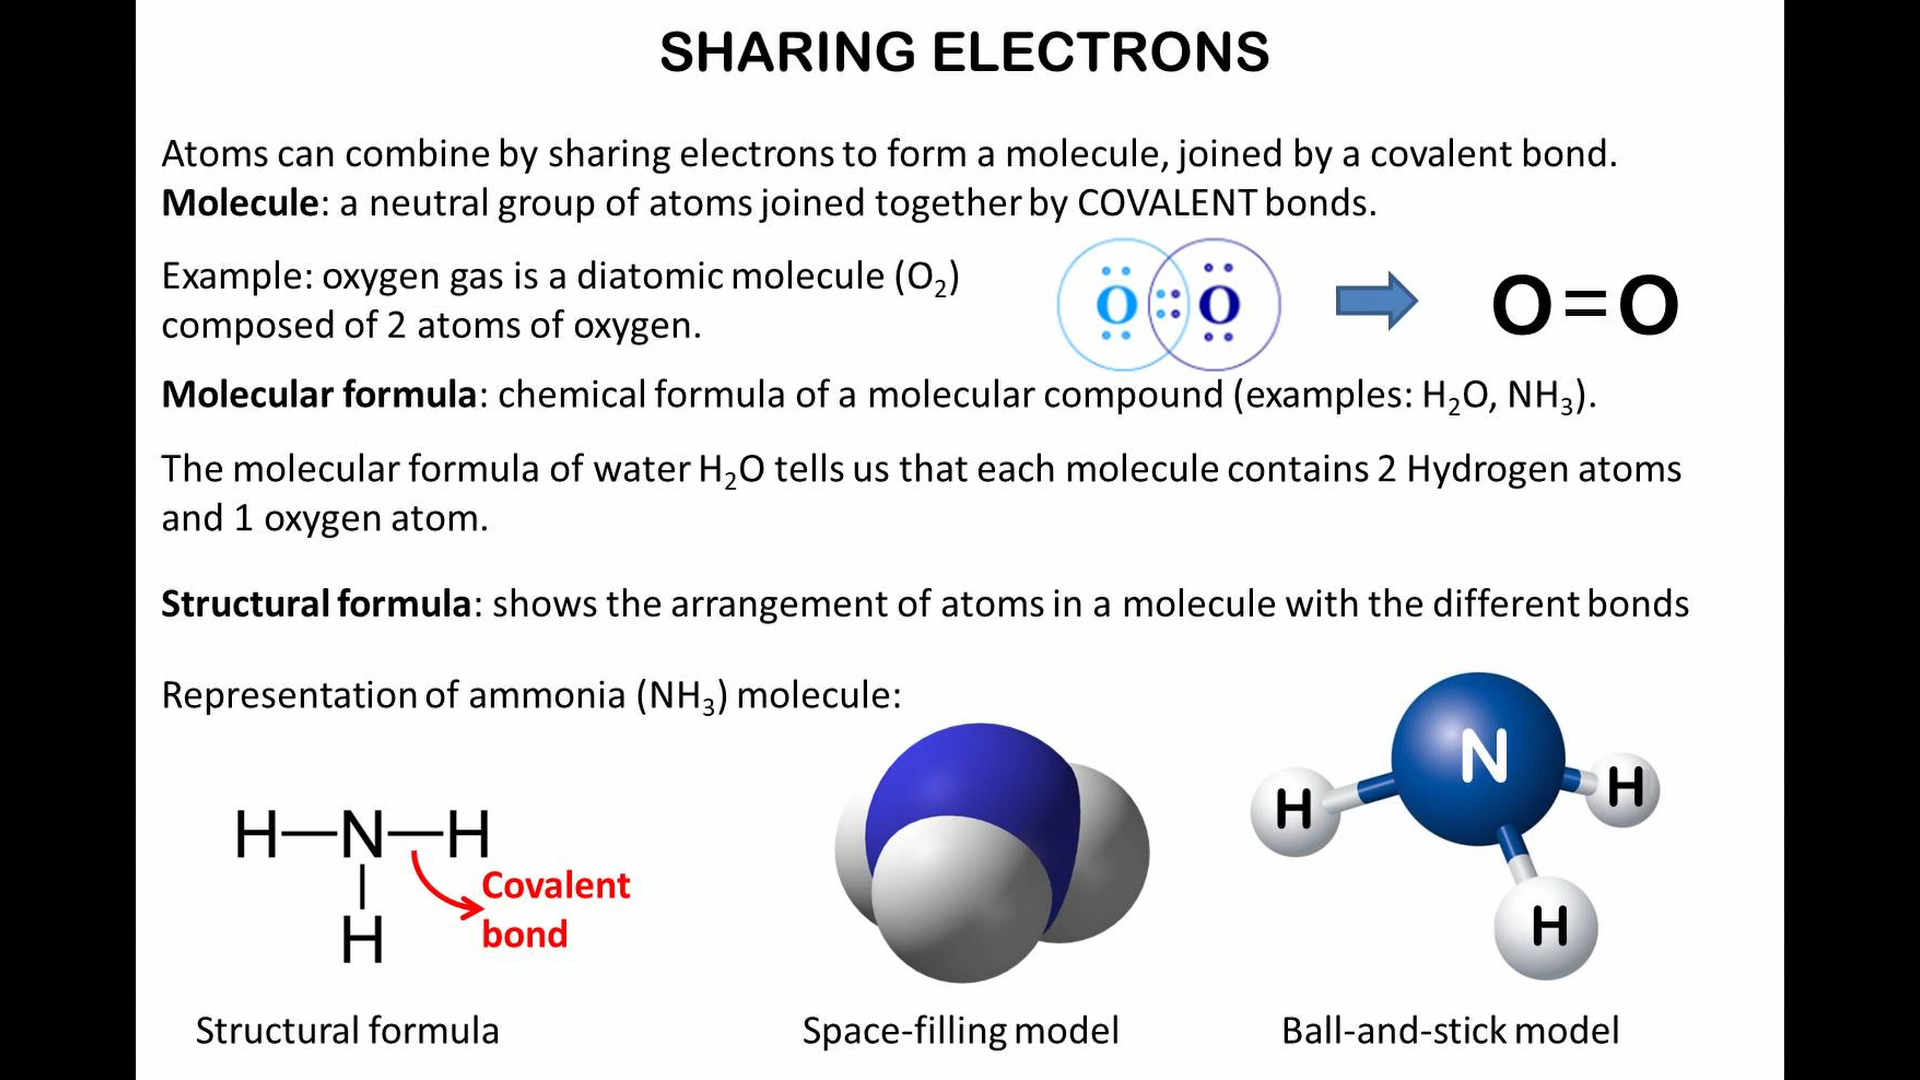 SHARING ELECTRONS
Atoms can combine by sharing electrons to form a molecule, joined by a covalent bond.
Molecule: a neutral group of atoms joined together by COVALENT bonds.
Example: oxygen gas is a diatomic molecule (O₂)
composed of 2 atoms of oxygen.
O O
O=O
Molecular formula: chemical formula of a molecular compound (examples: H₂O, NH₃).
The molecular formula of water H₂O tells us that each molecule contains 2 Hydrogen atoms
and 1 oxygen atom.
Structural formula: shows the arrangement of atoms in a molecule with the different bonds
Representation of ammonia (NH₃) molecule:
H—N—H
H
Covalent
bond
N
H
H
H
Structural formula
Space-filling model
Ball-and-stick model